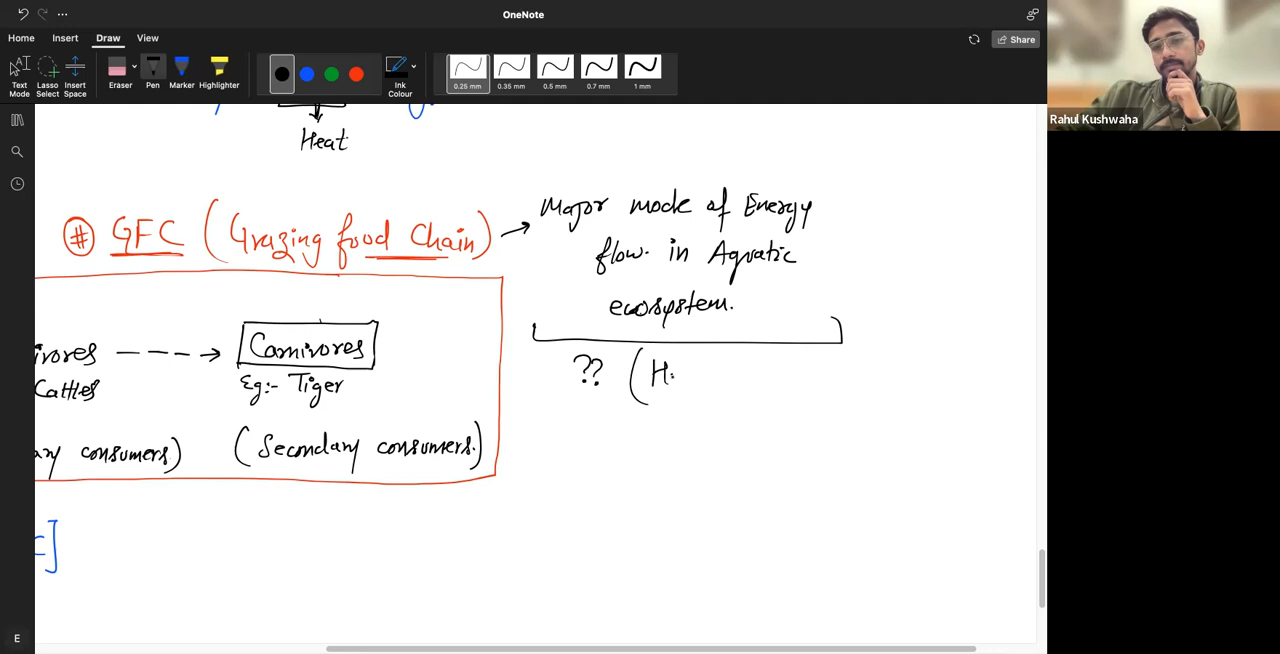 OneNote
Home Insert Draw View
Share
Text Mode
Lasso Select
Insert Space
Eraser
Pen
Marker
Highlighter
Ink Colour
0.25 mm
0.35 mm
0.5 mm
0.7 mm
1 mm
Rahul Kushwaha
Heat
# GFC (Grazing food Chain) → Major mode of Energy
flow. in Aquatic
ecosystem.
ivores ----→ Carnivores
Cattles
Eg:- Tiger
?? (H
ary consumers) (Secondary consumers.)
]
E